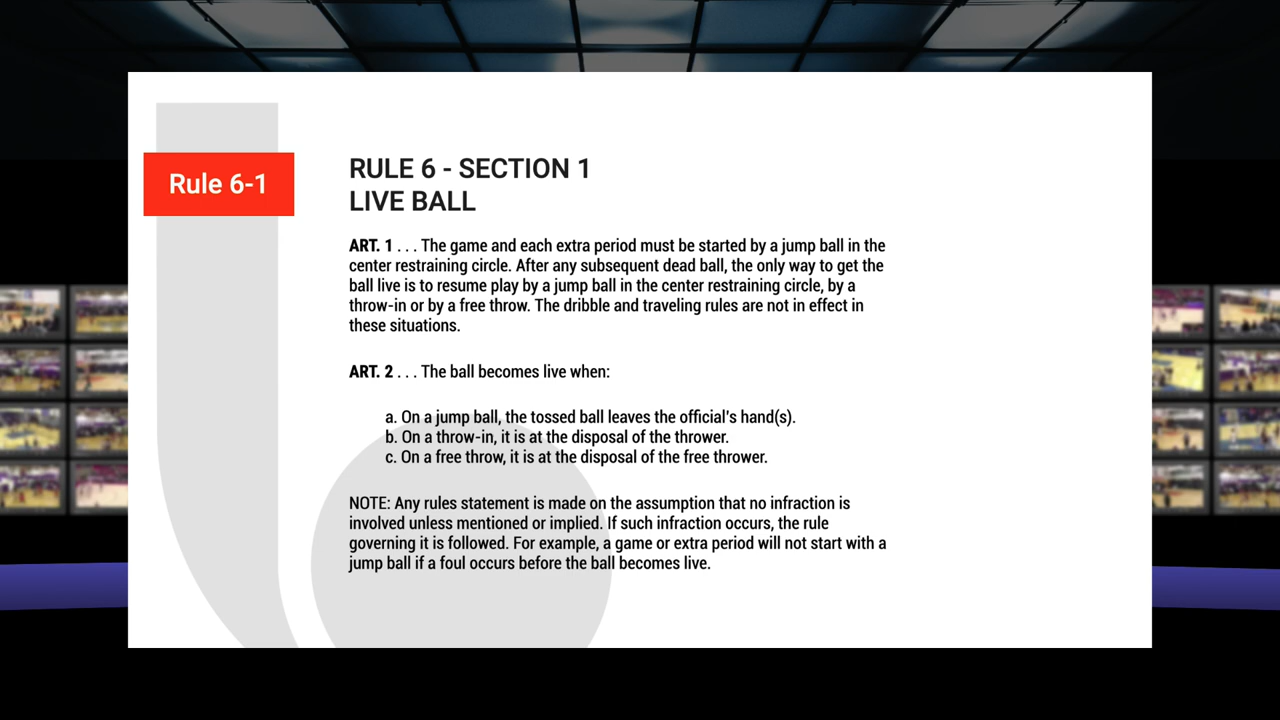 Rule 6-1
RULE 6 - SECTION 1
LIVE BALL
ART. 1 . . . The game and each extra period must be started by a jump ball in the
center restraining circle. After any subsequent dead ball, the only way to get the
ball live is to resume play by a jump ball in the center restraining circle, by a
throw-in or by a free throw. The dribble and traveling rules are not in effect in
these situations.
ART. 2 . . . The ball becomes live when:
a. On a jump ball, the tossed ball leaves the official's hand(s).
b. On a throw-in, it is at the disposal of the thrower.
c. On a free throw, it is at the disposal of the free thrower.
NOTE: Any rules statement is made on the assumption that no infraction is
involved unless mentioned or implied. If such infraction occurs, the rule
governing it is followed. For example, a game or extra period will not start with a
jump ball if a foul occurs before the ball becomes live.